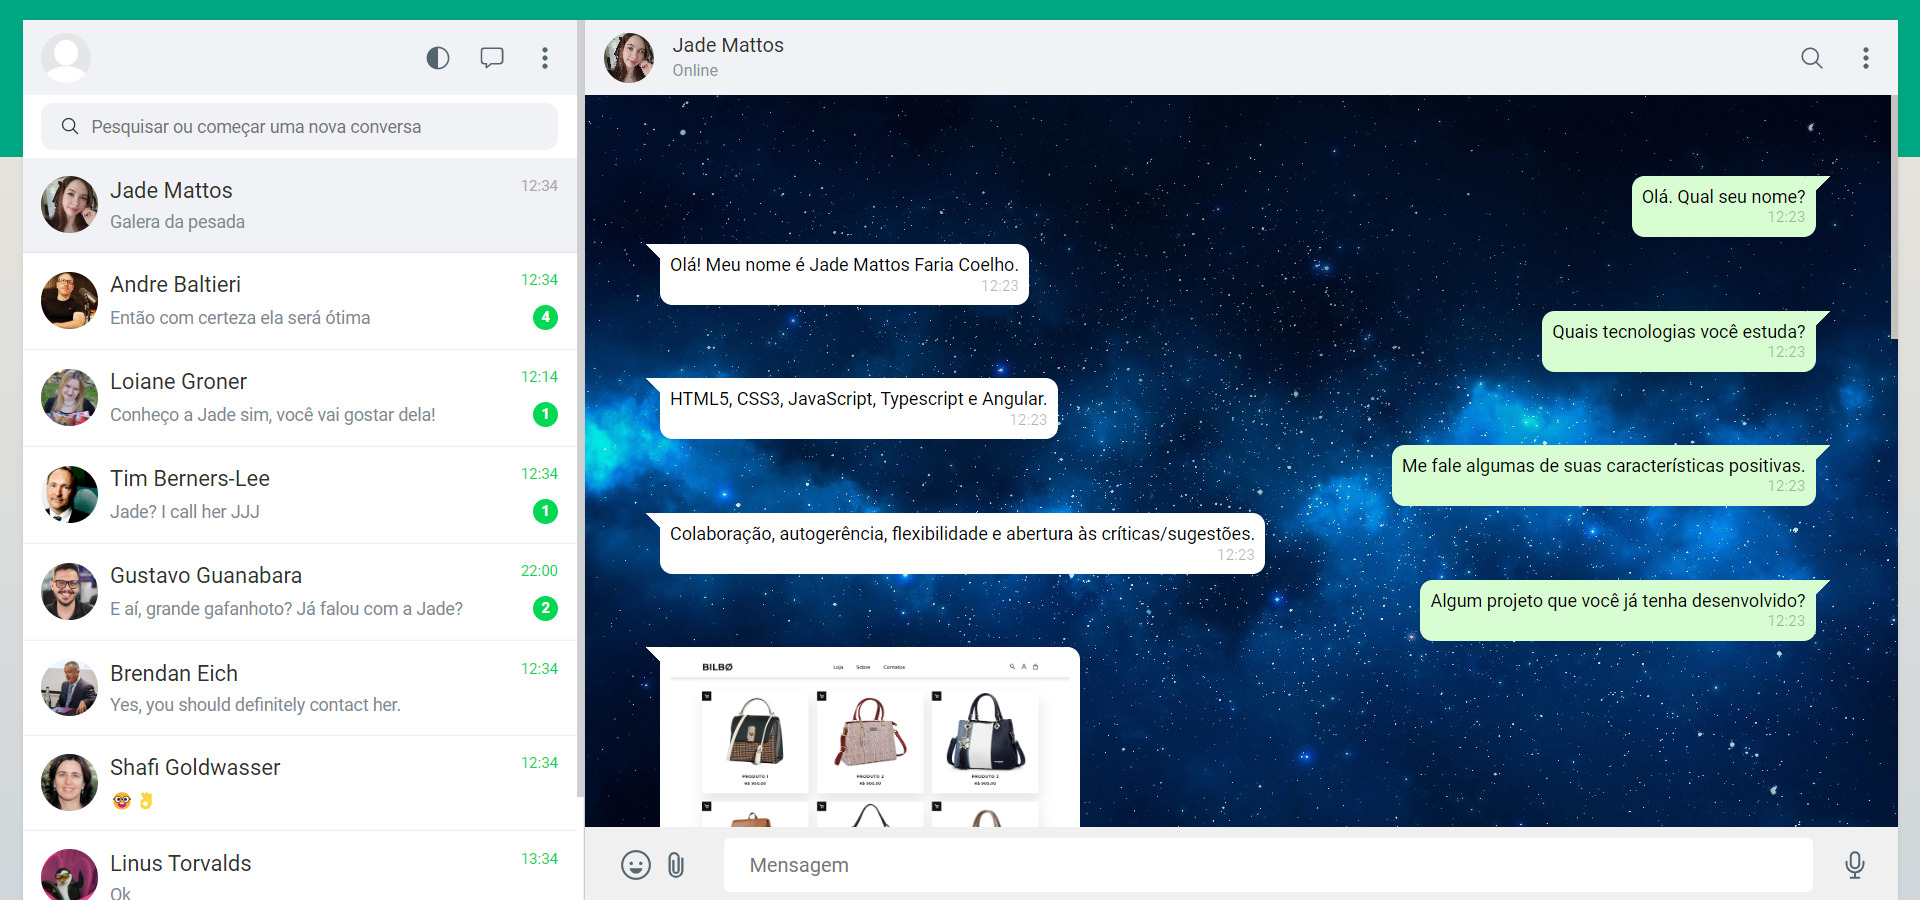 Pesquisar ou começar uma nova conversa
Jade Mattos
12:34
Galera da pesada
Andre Baltieri
12:34
Então com certeza ela será ótima
4
Loiane Groner
12:14
Conheço a Jade sim, você vai gostar dela!
1
Tim Berners-Lee
12:34
Jade? I call her JJJ
1
Gustavo Guanabara
22:00
E aí, grande gafanhoto? Já falou com a Jade?
2
Brendan Eich
12:34
Yes, you should definitely contact her.
Shafi Goldwasser
12:34
🤓👌
Linus Torvalds
13:34
Ok
Jade Mattos
Online
Olá. Qual seu nome?
12:23
Olá! Meu nome é Jade Mattos Faria Coelho.
12:23
Quais tecnologias você estuda?
12:23
HTML5, CSS3, JavaScript, Typescript e Angular.
12:23
Me fale algumas de suas características positivas.
12:23
Colaboração, autogerência, flexibilidade e abertura às críticas/sugestões.
12:23
Algum projeto que você já tenha desenvolvido?
12:23
BILBØ
Loja Sobre Contatos
PRODUTO 1
R$ 900,00
PRODUTO 2
R$ 900,00
PRODUTO 3
R$ 900,00
Mensagem